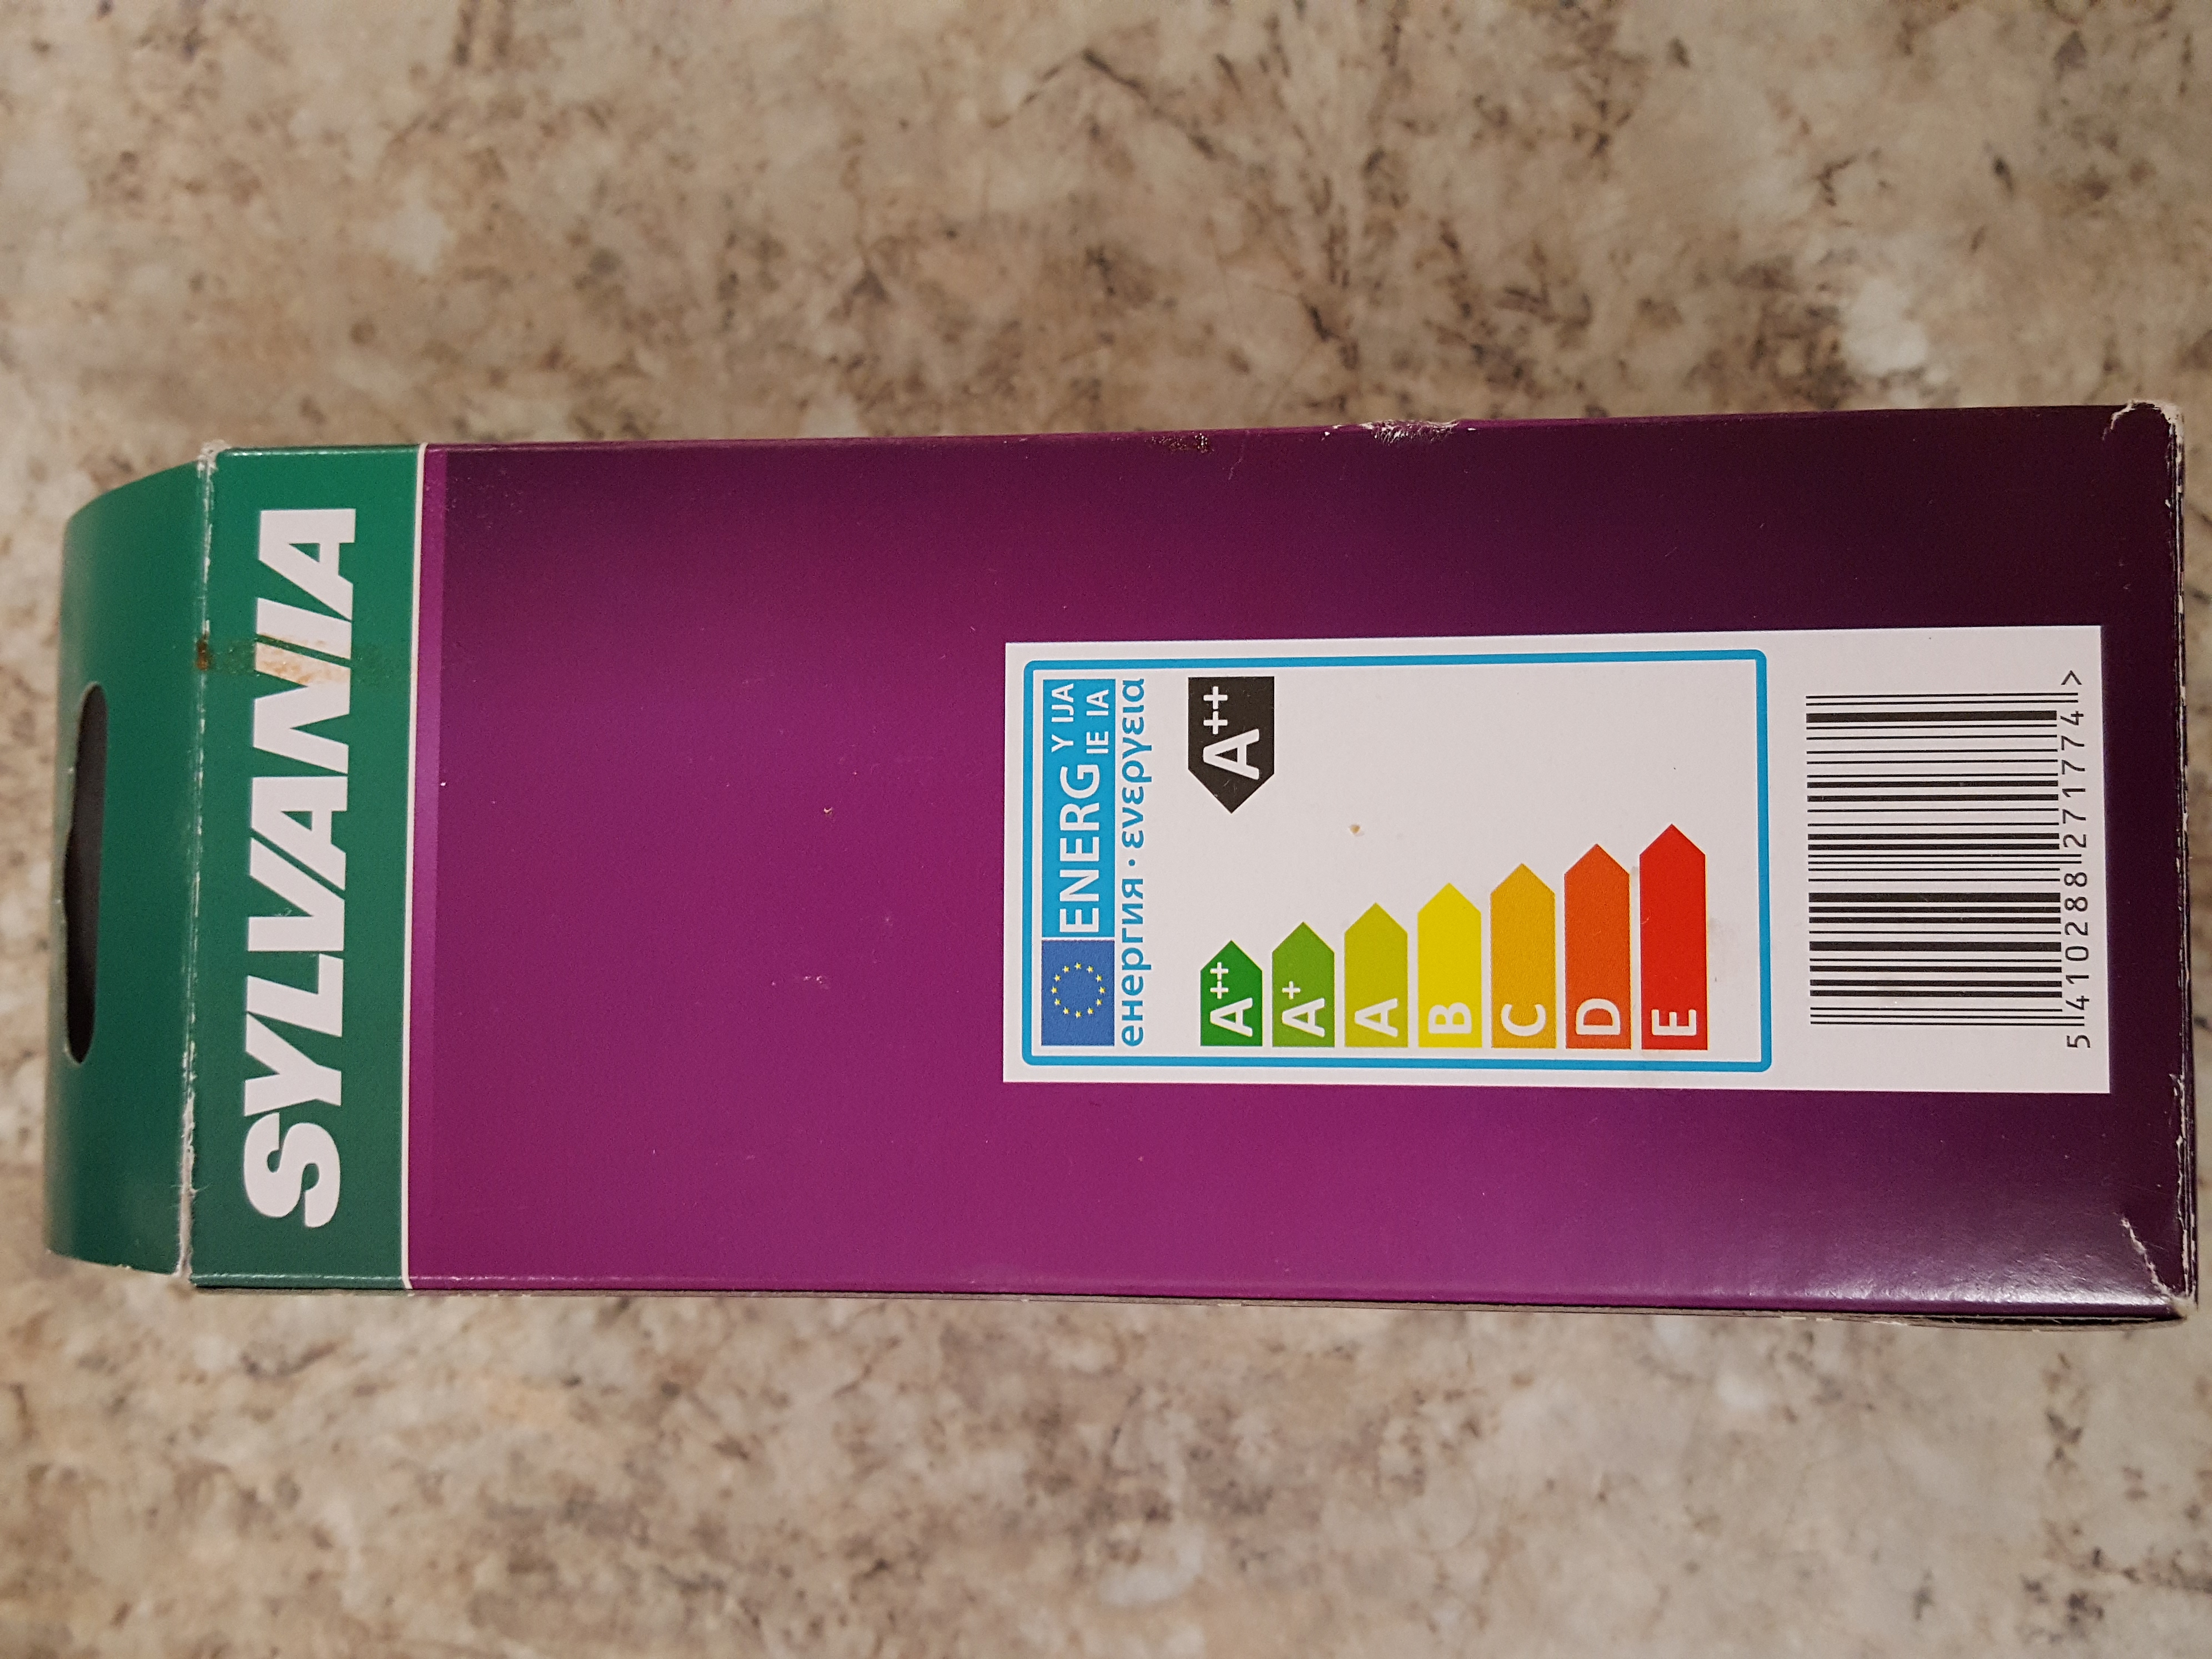 SYLVANIA
ENERG Y IJA
IE IA
енергия · ενεργεια
A++
A++
A+
A
B
C
D
E
5 410288 271774 >